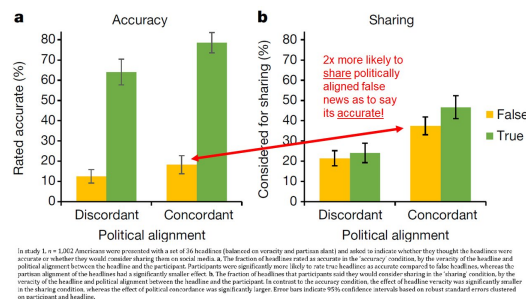 a
Accuracy
Rated accurate (%)
80
70
60
50
40
30
20
10
0
Discordant Concordant
Political alignment
b
Sharing
Considered for sharing (%)
80
70
60
50
40
30
20
10
0
2x more likely to
share politically
aligned false
news as to say
its accurate!
False
True
Discordant Concordant
Political alignment
In study 1, n = 1,002 Americans were presented with a set of 36 headlines (balanced on veracity and partisan slant) and asked to indicate whether they thought the headlines were
accurate or whether they would consider sharing them on social media. a, The fraction of headlines rated as accurate in the 'accuracy' condition, by the veracity of the headline and
political alignment between the headline and the participant. Participants were significantly more likely to rate true headlines as accurate compared to false headlines, whereas the
partisan alignment of the headlines had a significantly smaller effect. b, The fraction of headlines that participants said they would consider sharing in the 'sharing' condition, by the
veracity of the headline and political alignment between the headline and the participant. In contrast to the accuracy condition, the effect of headline veracity was significantly smaller
in the sharing condition, whereas the effect of political concordance was significantly larger. Error bars indicate 95% confidence intervals based on robust standard errors clustered
on participant and headline.